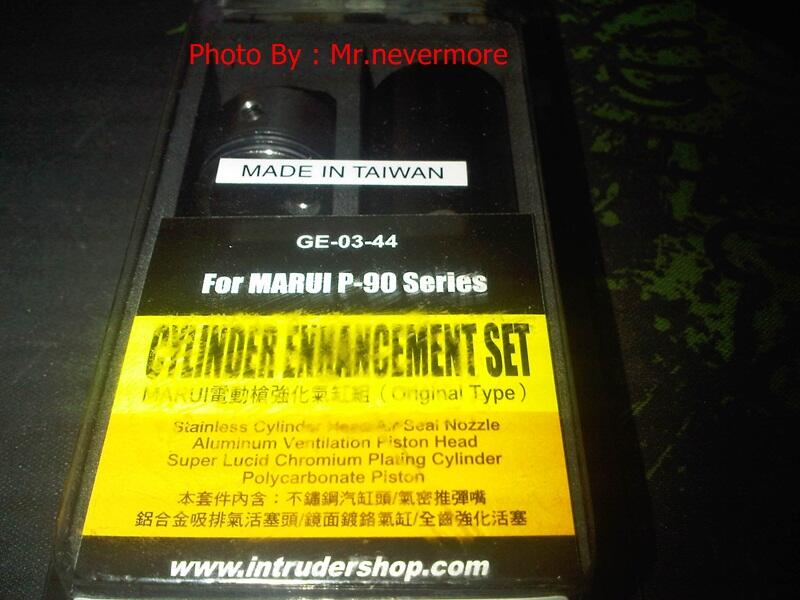 Photo By : Mr.nevermore
MADE IN TAIWAN
GE-03-44
For MARUI P-90 Series
CYLINDER ENHANCEMENT SET
MARUI電動槍強化氣缸組（Original Type）
Stainless Cylinder Head/Air Seal Nozzle
Aluminum Ventilation Piston Head
Super Lucid Chromium Plating Cylinder
Polycarbonate Piston
本套件內含：不鏽鋼汽缸頭/氣密推彈嘴
鋁合金吸排氣活塞頭/鏡面鍍鉻氣缸/全齒強化活塞
www.intrudershop.com